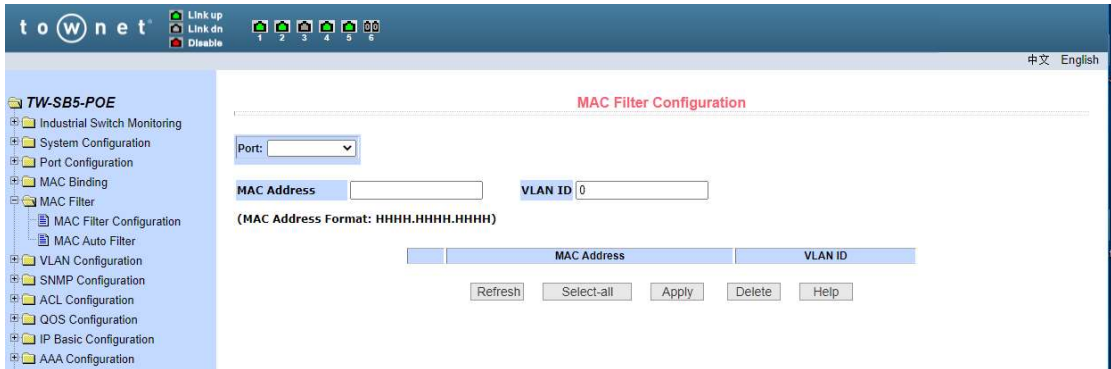 townet
Link up
Link dn
Disable
1 2 3 4 5 6
中文 English
TW-SB5-POE
Industrial Switch Monitoring
System Configuration
Port Configuration
MAC Binding
MAC Filter
MAC Filter Configuration
MAC Auto Filter
VLAN Configuration
SNMP Configuration
ACL Configuration
QOS Configuration
IP Basic Configuration
AAA Configuration
MAC Filter Configuration
Port:
MAC Address VLAN ID 0
(MAC Address Format: HHHH.HHHH.HHHH)
MAC Address VLAN ID
Refresh Select-all Apply Delete Help